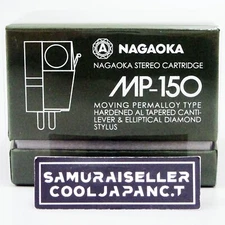 NAGAOKA
NAGAOKA STEREO CARTRIDGE
MP-150
MOVING PERMALLOY TYPE
HARDENED AL TAPERED CANTI-
LEVER & ELLIPTICAL DIAMOND
STYLUS
SAMURAISELLER
COOLJAPANC.T